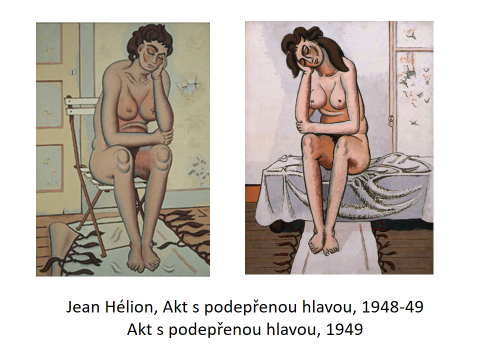 Jean Hélion, Akt s podepřenou hlavou, 1948-49
Akt s podepřenou hlavou, 1949